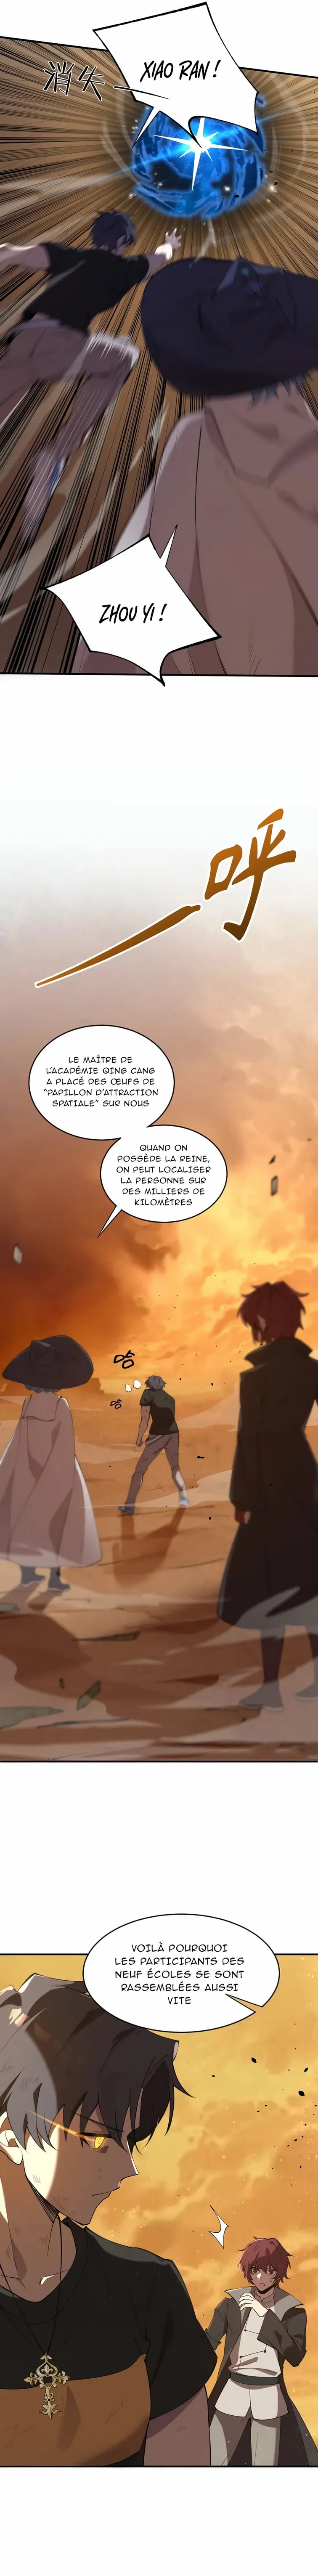 XIAO RAN !
消失
ZHOU YI !
呼
LE MAÎTRE DE
L'ACADÉMIE QING CANG
A PLACÉ DES ŒUFS DE
"PAPILLON D'ATTRACTION
SPATIALE" SUR NOUS
QUAND ON
POSSÈDE LA REINE,
ON PEUT LOCALISER
LA PERSONNE SUR
DES MILLIERS DE
KILOMÈTRES
哈
哈
VOILÀ POURQUOI
LES PARTICIPANTS DES
NEUF ÉCOLES SE SONT
RASSEMBLÉES AUSSI
VITE